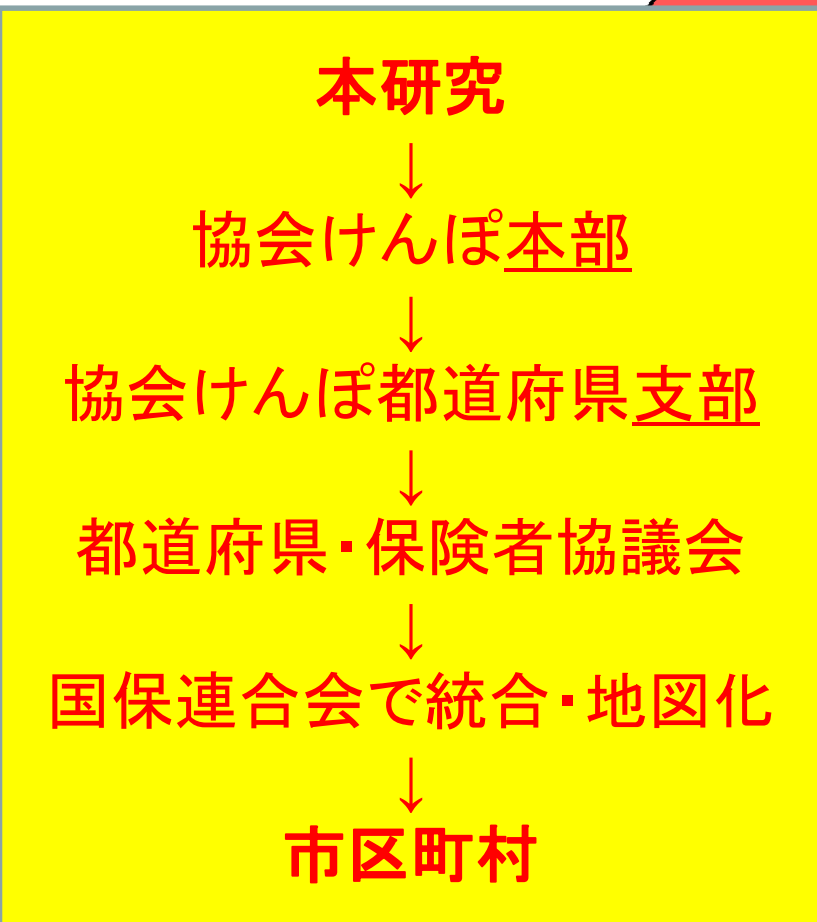 本研究
↓
協会けんぽ本部
↓
協会けんぽ都道府県支部
↓
都道府県・保険者協議会
↓
国保連合会で統合・地図化
↓
市区町村